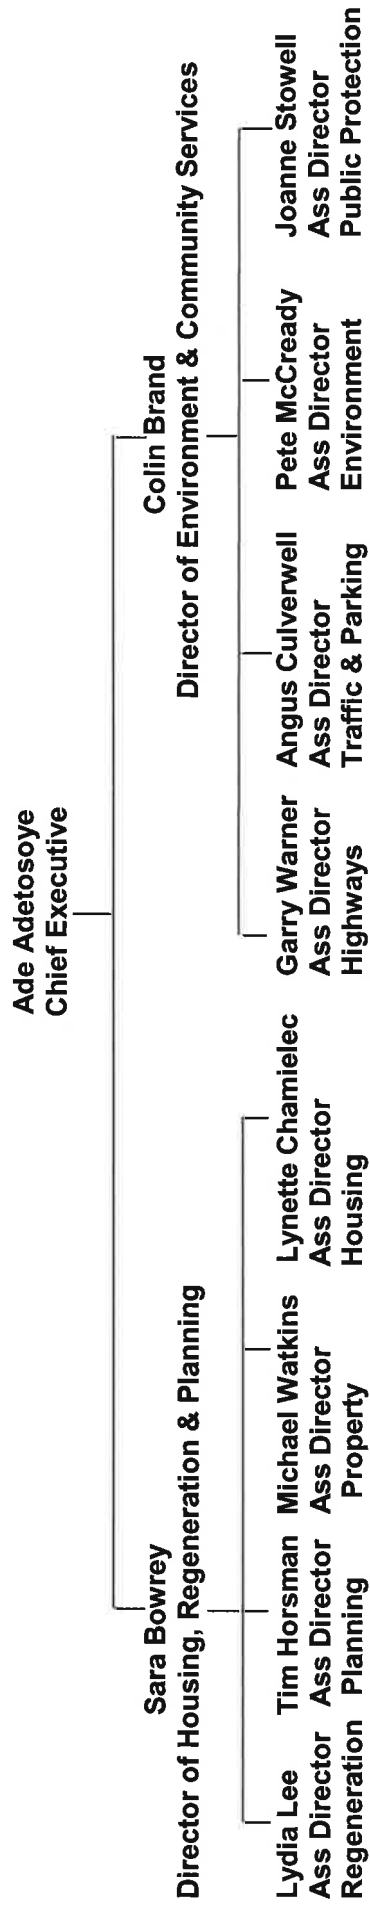 Ade Adetosoye
Chief Executive
Sara Bowrey
Director of Housing, Regeneration & Planning
Colin Brand
Director of Environment & Community Services
Lydia Lee
Ass Director
Regeneration
Tim Horsman
Ass Director
Planning
Michael Watkins
Ass Director
Property
Lynette Chamielec
Ass Director
Housing
Garry Warner
Ass Director
Highways
Angus Culverwell
Ass Director
Traffic & Parking
Pete McCready
Ass Director
Environment
Joanne Stowell
Ass Director
Public Protection